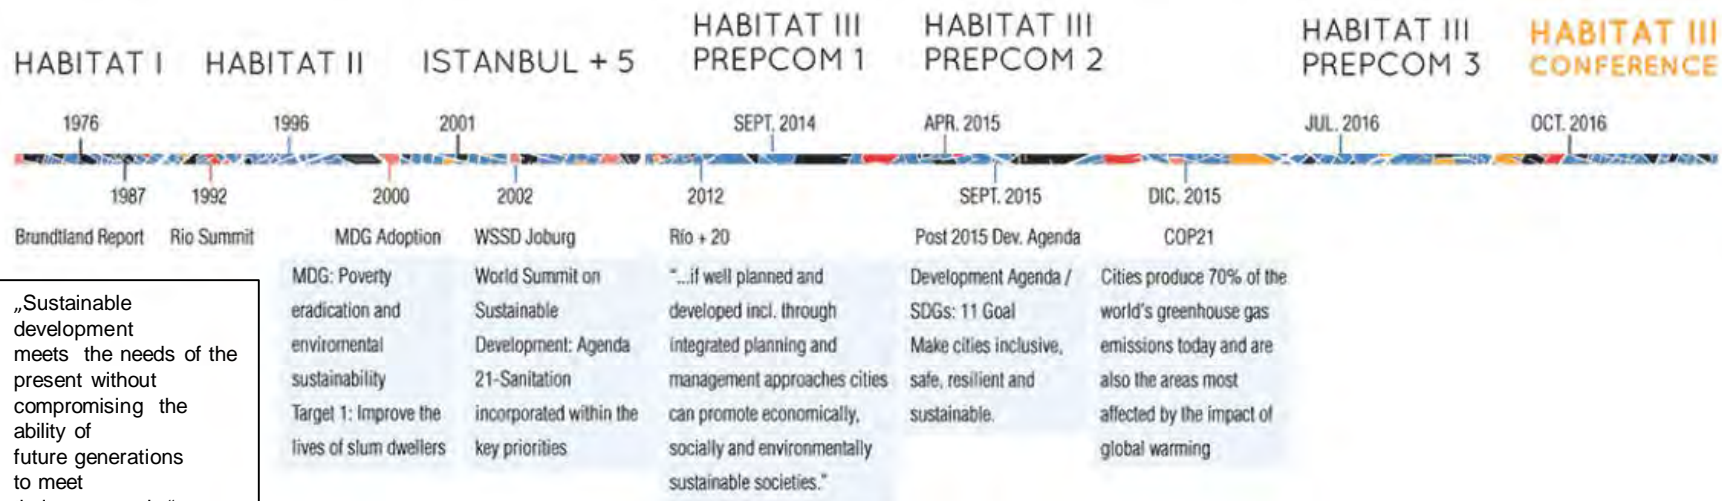 HABITAT I
HABITAT II
ISTANBUL + 5
HABITAT III
PREPCOM 1
HABITAT III
PREPCOM 2
HABITAT III
PREPCOM 3
HABITAT III
CONFERENCE
1976
1996
2001
SEPT. 2014
APR. 2015
JUL. 2016
OCT. 2016
1987
1992
2000
2002
2012
SEPT. 2015
DIC. 2015
Brundtland Report
Rio Summit
MDG Adoption
WSSD Joburg
Río + 20
Post 2015 Dev. Agenda
COP21
„Sustainable
development
meets the needs of the
present without
compromising the
ability of
future generations
to meet
MDG: Poverty
eradication and
enviromental
sustainability
Target 1: Improve the
lives of slum dwellers
World Summit on
Sustainable
Development: Agenda
21-Sanitation
incorporated within the
key priorities
"...if well planned and
developed incl. through
integrated planning and
management approaches cities
can promote economically,
socially and environmentally
sustainable societies."
Development Agenda /
SDGs: 11 Goal
Make cities inclusive,
safe, resilient and
sustainable.
Cities produce 70% of the
world's greenhouse gas
emissions today and are
also the areas most
affected by the impact of
global warming